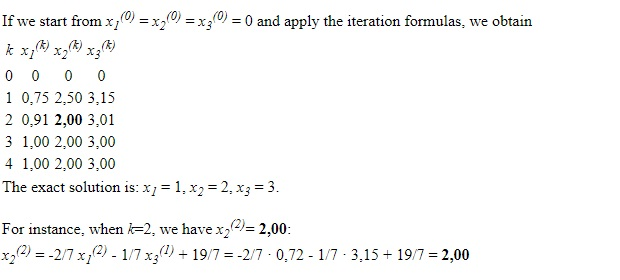 If we start from x₁⁽⁰⁾ = x₂⁽⁰⁾ = x₃⁽⁰⁾ = 0 and apply the iteration formulas, we obtain
k x₁⁽ᵏ⁾ x₂⁽ᵏ⁾ x₃⁽ᵏ⁾
0 0 0 0
1 0,75 2,50 3,15
2 0,91 2,00 3,01
3 1,00 2,00 3,00
4 1,00 2,00 3,00
The exact solution is: x₁ = 1, x₂ = 2, x₃ = 3.
For instance, when k=2, we have x₂⁽²⁾= 2,00:
x₂⁽²⁾ = -2/7 x₁⁽²⁾ - 1/7 x₃⁽¹⁾ + 19/7 = -2/7 · 0,72 - 1/7 · 3,15 + 19/7 = 2,00